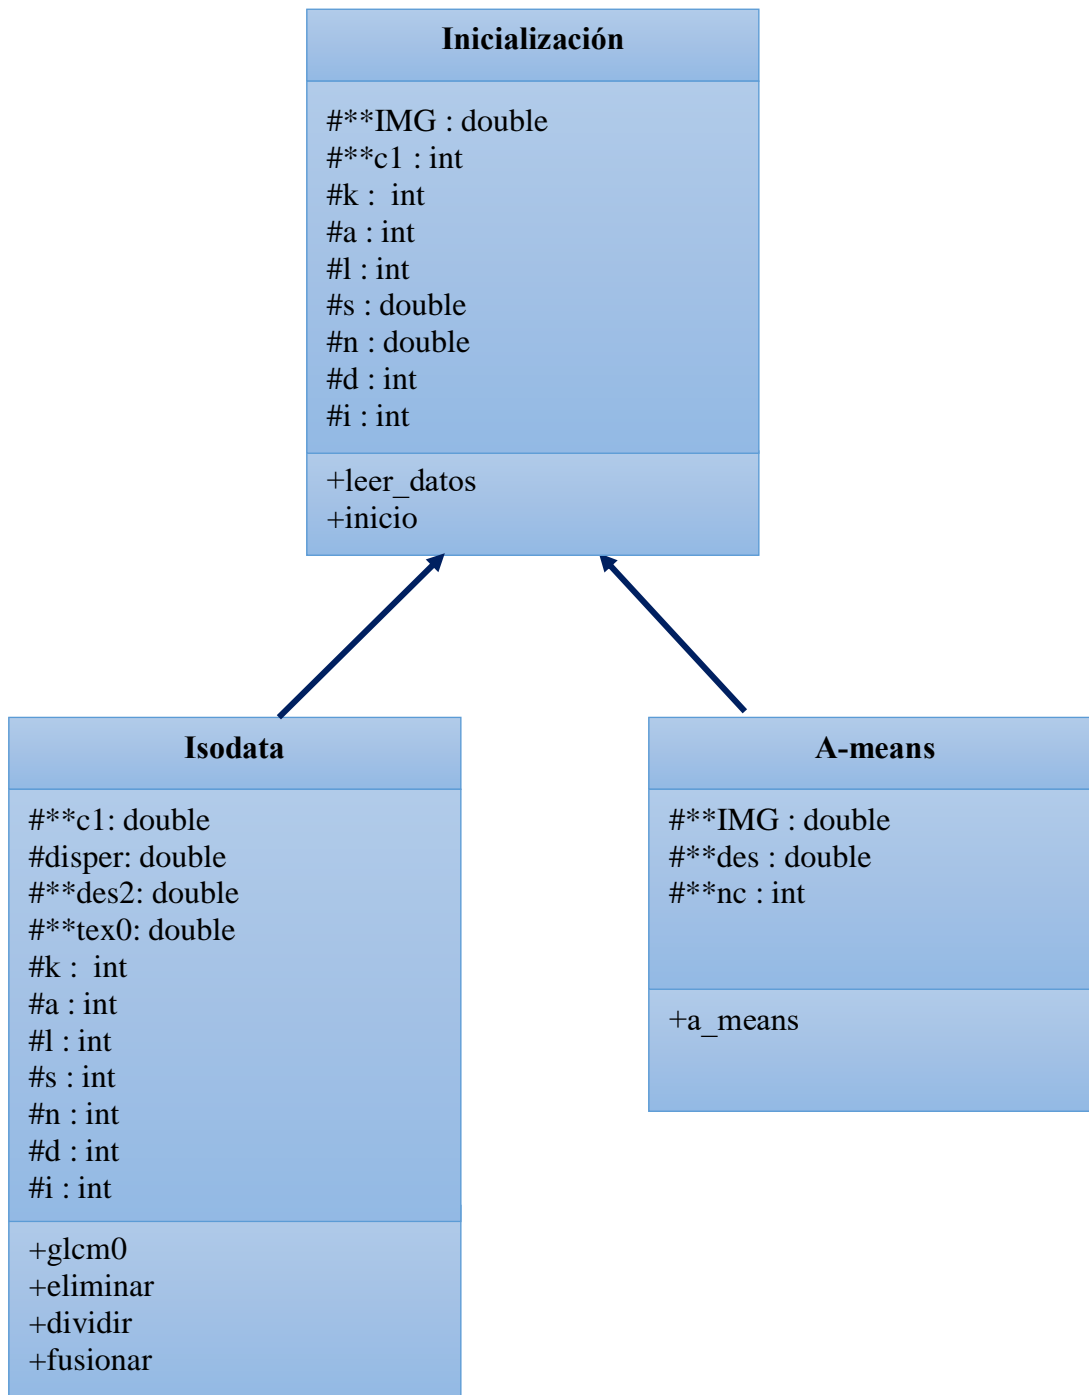 Inicialización
#**IMG : double
#**c1 : int
#k :  int
#a : int
#l : int
#s : double
#n : double
#d : int
#i : int
+leer_datos
+inicio
Isodata
#**c1: double
#disper: double
#**des2: double
#**tex0: double
#k :  int
#a : int
#l : int
#s : int
#n : int
#d : int
#i : int
+glcm0
+eliminar
+dividir
+fusionar
A-means
#**IMG : double
#**des : double
#**nc : int
+a_means